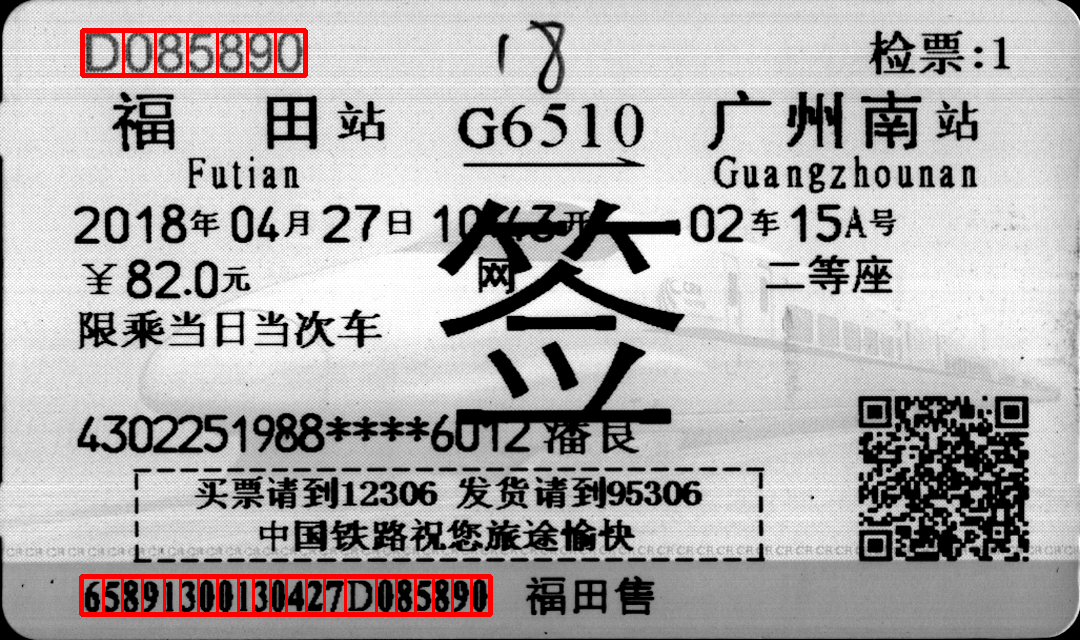 D085890 18 检票:1
福田站 G6510 广州南站
Futian Guangzhounan
2018年04月27日 10:43开 02车15A号
¥82.0元 网 二等座
签
限乘当日当次车
4302251988****6012 潘良
买票请到12306 发货请到95306
中国铁路祝您旅途愉快
65891300130427D085890 福田售